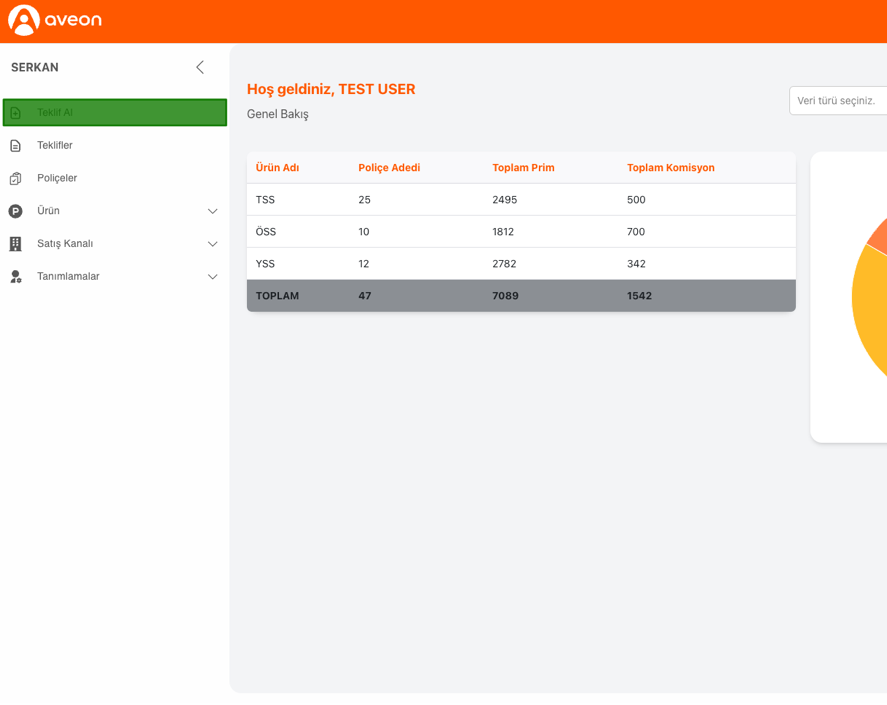 aveon
SERKAN
Teklif Al
Teklifler
Poliçeler
P Ürün
Satış Kanalı
Tanımlamalar
Hoş geldiniz, TEST USER
Genel Bakış
Veri türü seçiniz.
Ürün Adı Poliçe Adedi Toplam Prim Toplam Komisyon
TSS 25 2495 500
ÖSS 10 1812 700
YSS 12 2782 342
TOPLAM 47 7089 1542